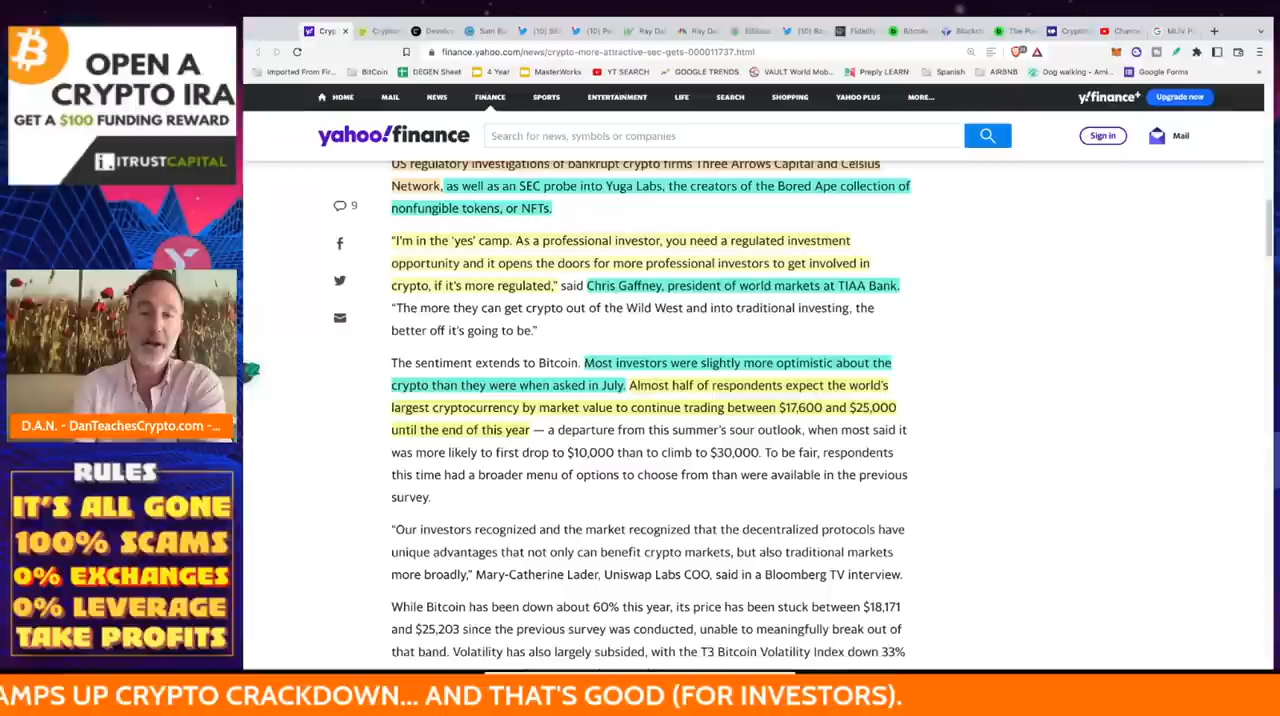 OPEN A
CRYPTO IRA
GET A $100 FUNDING REWARD
ITRUSTCAPITAL
D.A.N. - DanTeachesCrypto.com -...
RULES
IT'S ALL GONE
100% SCAMS
0% EXCHANGES
0% LEVERAGE
TAKE PROFITS
finance.yahoo.com/news/crypto-more-attractive-sec-gets-000011737.html
Imported From Fir... BitCoin DEGEN Sheet 4 Year MasterWorks YT SEARCH GOOGLE TRENDS VAULT World Mob... Preply LEARN Spanish AIRBNB Dog walking - Ami... Google Forms
HOME MAIL NEWS FINANCE SPORTS ENTERTAINMENT LIFE SEARCH SHOPPING YAHOO PLUS MORE... y!finance+ Upgrade now
yahoo!finance Search for news, symbols or companies Sign in Mail
US regulatory investigations of bankrupt crypto firms Three Arrows Capital and Celsius
Network, as well as an SEC probe into Yuga Labs, the creators of the Bored Ape collection of
nonfungible tokens, or NFTs.
9
“I'm in the ‘yes’ camp. As a professional investor, you need a regulated investment
opportunity and it opens the doors for more professional investors to get involved in
crypto, if it's more regulated,” said Chris Gaffney, president of world markets at TIAA Bank.
“The more they can get crypto out of the Wild West and into traditional investing, the
better off it's going to be.”
The sentiment extends to Bitcoin. Most investors were slightly more optimistic about the
crypto than they were when asked in July. Almost half of respondents expect the world's
largest cryptocurrency by market value to continue trading between $17,600 and $25,000
until the end of this year — a departure from this summer's sour outlook, when most said it
was more likely to first drop to $10,000 than to climb to $30,000. To be fair, respondents
this time had a broader menu of options to choose from than were available in the previous
survey.
“Our investors recognized and the market recognized that the decentralized protocols have
unique advantages that not only can benefit crypto markets, but also traditional markets
more broadly,” Mary-Catherine Lader, Uniswap Labs COO, said in a Bloomberg TV interview.
While Bitcoin has been down about 60% this year, its price has been stuck between $18,171
and $25,203 since the previous survey was conducted, unable to meaningfully break out of
that band. Volatility has also largely subsided, with the T3 Bitcoin Volatility Index down 33%
AMPS UP CRYPTO CRACKDOWN... AND THAT'S GOOD (FOR INVESTORS).